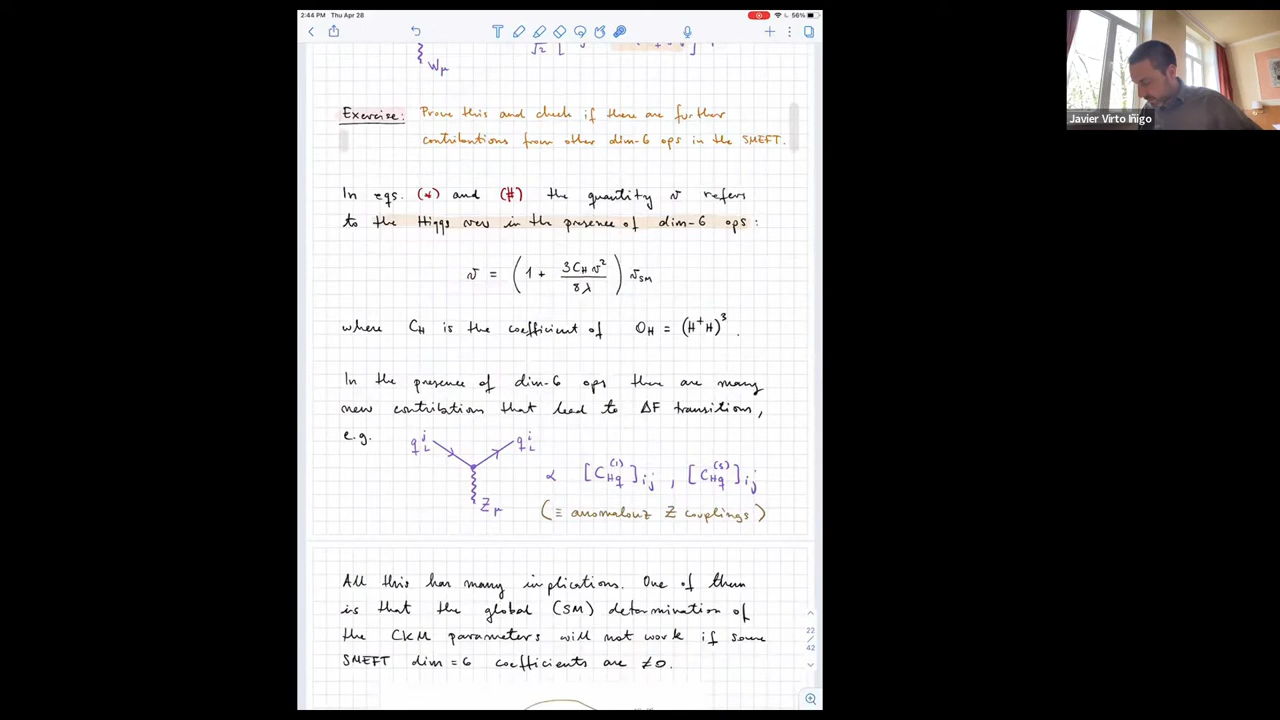 2:44 PM Thu Apr 28
56%
Wμ
Exercise: Prove this and check if there are further
contributions from other dim-6 ops in the SMEFT.
In eqs. (*) and (#) the quantity v refers
to the Higgs vev in the presence of dim-6 ops:
v = (1 + 3C_H v²/8λ) v_SM
where C_H is the coefficient of O_H = (H†H)³.
In the presence of dim-6 ops there are many
new contributions that lead to ΔF transitions,
e.g.
q_L^j q_L^i
∝ [C_Hq^(1)]_ij , [C_Hq^(3)]_ij
Z_μ
(≡ anomalouz Z couplings)
All this has many implications. One of them
is that the global (SM) determination of
the CKM parameters will not work if some
SMEFT dim=6 coefficients are ≠0.
22
/
42
Javier Virto Iñigo